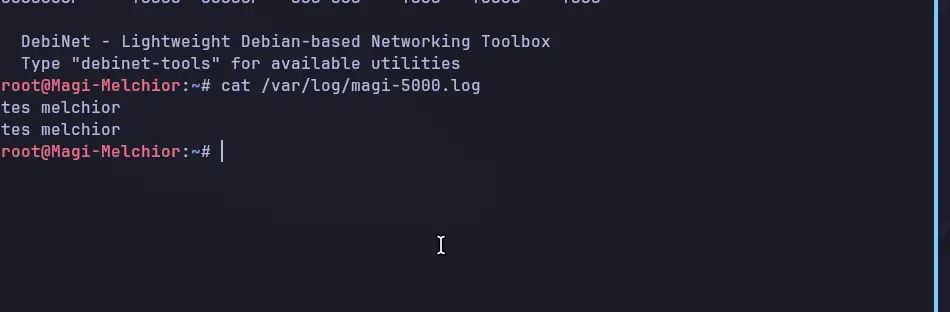 DebiNet - Lightweight Debian-based Networking Toolbox
Type "debinet-tools" for available utilities
root@Magi-Melchior:~# cat /var/log/magi-5000.log
tes melchior
tes melchior
root@Magi-Melchior:~#